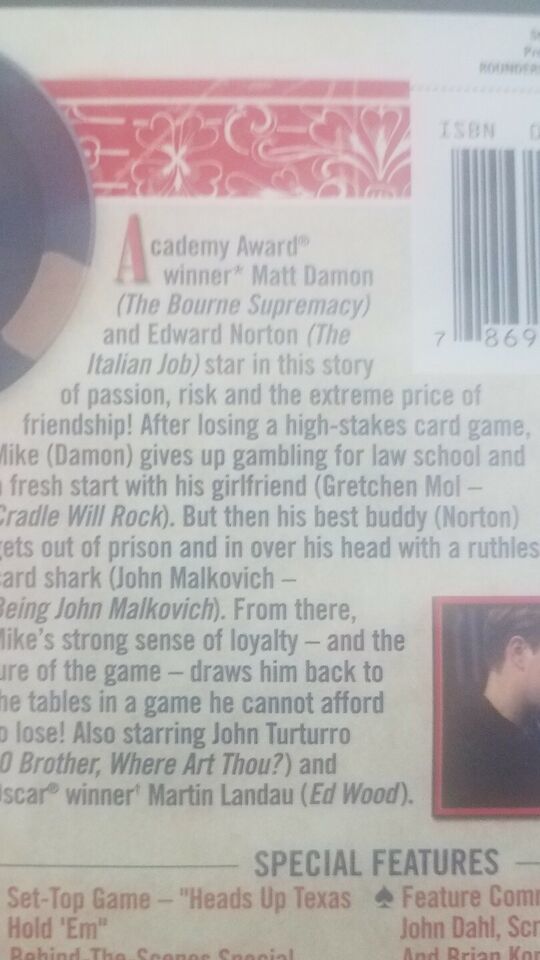 ROUNDER
ISBN
7 869
Academy Award®
winner* Matt Damon
(The Bourne Supremacy)
and Edward Norton (The
Italian Job) star in this story
of passion, risk and the extreme price of
friendship! After losing a high-stakes card game,
Mike (Damon) gives up gambling for law school and
fresh start with his girlfriend (Gretchen Mol –
Cradle Will Rock). But then his best buddy (Norton)
gets out of prison and in over his head with a ruthless
card shark (John Malkovich –
Being John Malkovich). From there,
Mike's strong sense of loyalty – and the
ure of the game – draws him back to
he tables in a game he cannot afford
o lose! Also starring John Turturro
O Brother, Where Art Thou?) and
Oscar® winner† Martin Landau (Ed Wood).
SPECIAL FEATURES
Set-Top Game – "Heads Up Texas
Hold 'Em"
Behind-The-Scenes Special
♠ Feature Com
John Dahl, Scr
And Brian Ko